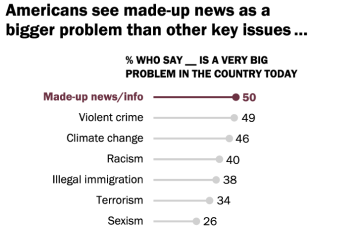 Americans see made-up news as a
bigger problem than other key issues ...
% WHO SAY __ IS A VERY BIG
PROBLEM IN THE COUNTRY TODAY
Made-up news/info 50
Violent crime 49
Climate change 46
Racism 40
Illegal immigration 38
Terrorism 34
Sexism 26